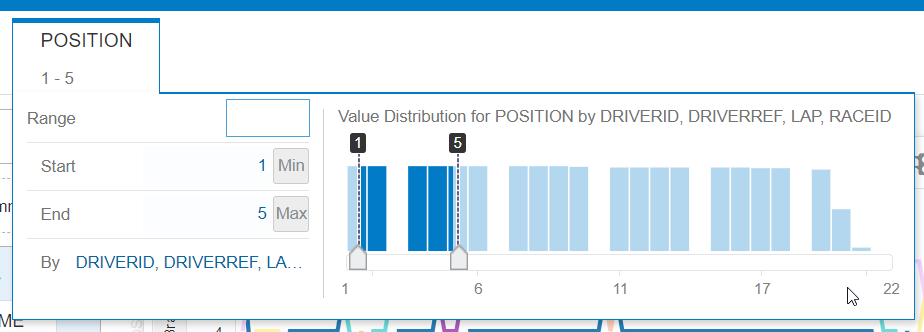 POSITION
1 - 5
Range
Start 1 Min
End 5 Max
By DRIVERID, DRIVERREF, LA...
Value Distribution for POSITION by DRIVERID, DRIVERREF, LAP, RACEID
1 5
1 6 11 17 22
ME
4